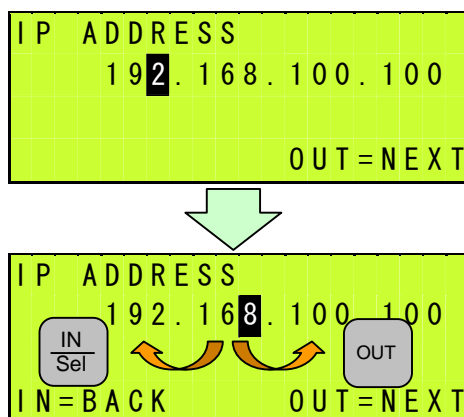 IP ADDRESS
192.168.100.100
OUT=NEXT
IP ADDRESS
192.168.100.100
IN
Sel
OUT
IN=BACK OUT=NEXT